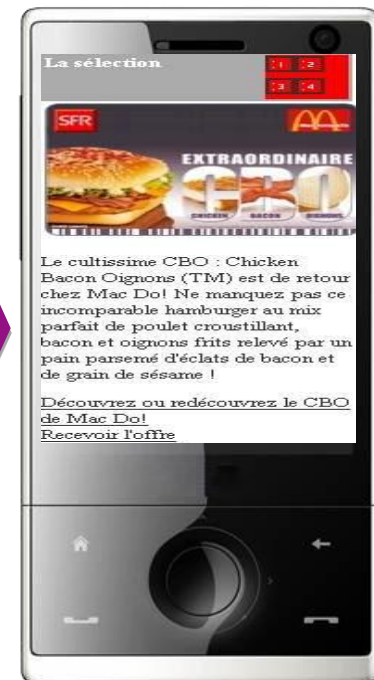 La sélection
1 2
3 4
SFR
EXTRAORDINAIRE
CBO
CHICKEN BACON OIGNONS
Le cultissime CBO : Chicken
Bacon Oignons (TM) est de retour
chez Mac Do! Ne manquez pas ce
incomparable hamburger au mix
parfait de poulet croustillant,
bacon et oignons frits relevé par un
pain parsemé d'éclats de bacon et
de grain de sésame !
Découvrez ou redécouvrez le CBO
de Mac Do!
Recevoir l'offre